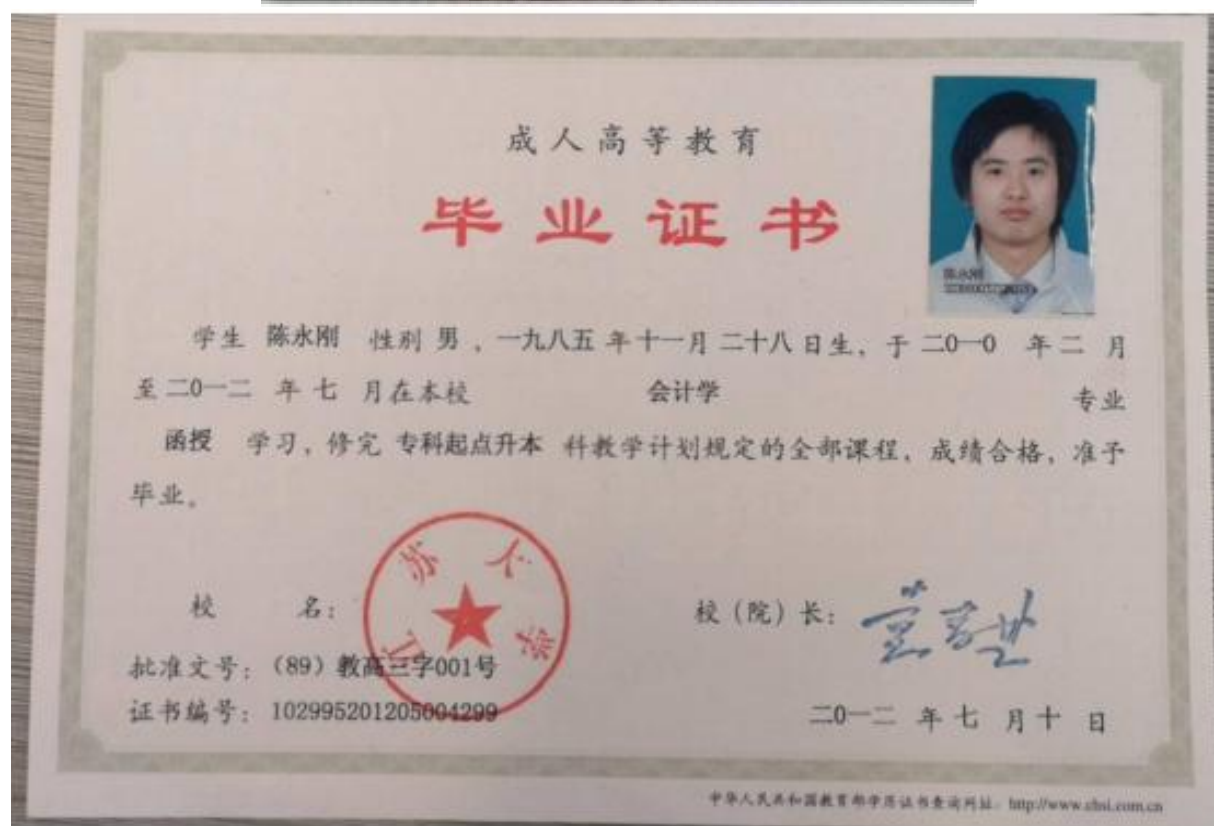 成人高等教育
毕业证书
陈永刚
学生 陈永刚 性别 男，一九八五 年十一月 二十八 日生，于 二0一0 年 二 月
至 二0一二 年 七 月在本校 会计学 专业
函授 学习，修完 专科起点升本 科教学计划规定的全部课程，成绩合格，准予
毕业。
江苏大学
校 名：
校（院）长：
批准文号：（89）教高三字001号
证书编号：102995201205004299
二0一二 年 七 月 十 日
中华人民共和国教育部学历证书查询网址：http://www.chsi.com.cn